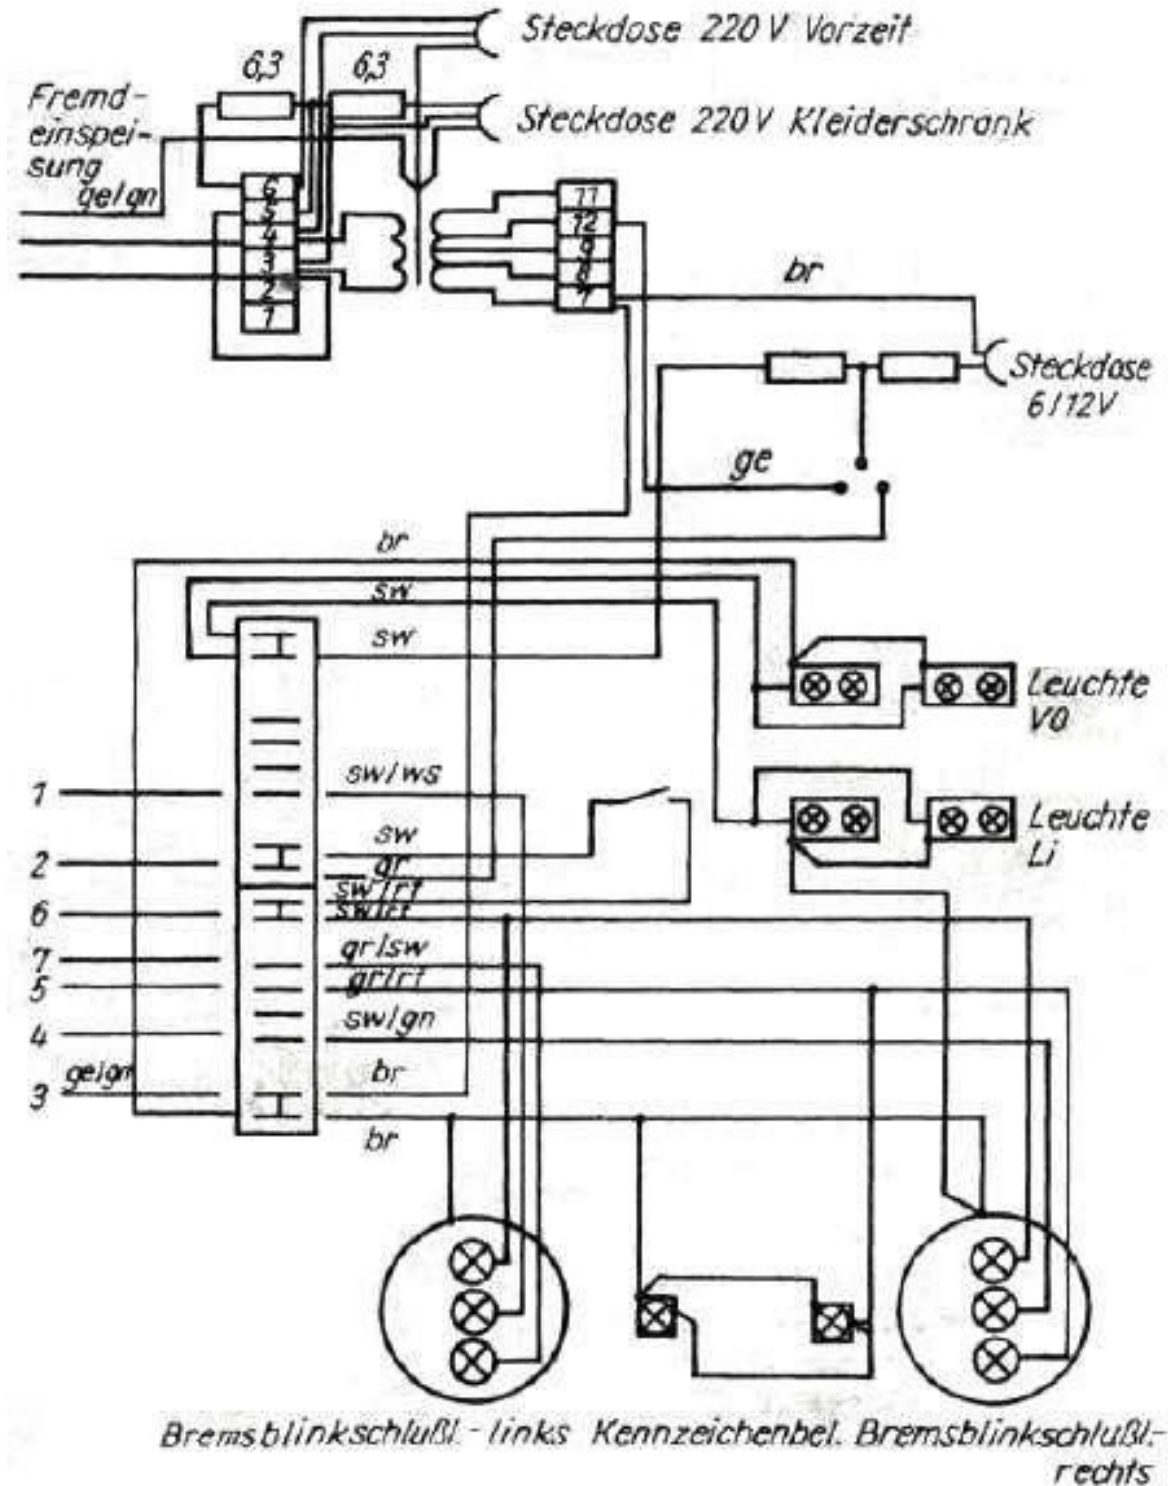 Steckdose 220V Vorzelt
6,3 6,3
Fremd-
einspei-
sung
Steckdose 220V Kleiderschrank
ge/gn
6
5
4
3
2
1
11
12
9
8
7
br
Steckdose
6/12V
ge
br
sw
sw
Leuchte
VO
sw/ws
1
Leuchte
Li
sw
2
gr
sw/rt
6
sw/rt
7
gr/sw
5
gr/rt
4
sw/gn
ge/gn
3
br
br
Bremsblinkschlußl.-links Kennzeichenbel. Bremsblinkschlußl.-
rechts